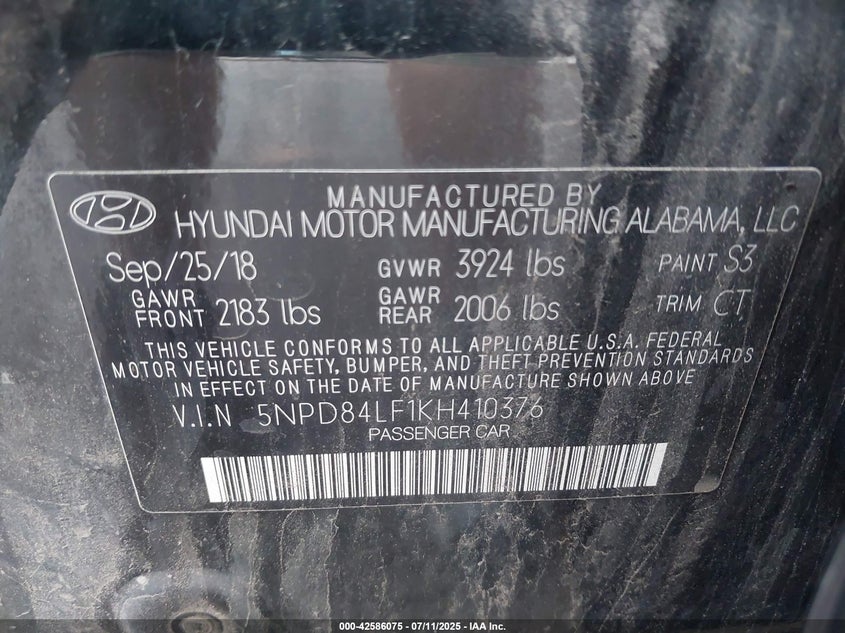 MANUFACTURED BY
HYUNDAI MOTOR MANUFACTURING ALABAMA, LLC
Sep/25/18 GVWR 3924 lbs PAINT S3
GAWR FRONT 2183 lbs GAWR REAR 2006 lbs TRIM CT
THIS VEHICLE CONFORMS TO ALL APPLICABLE U.S.A. FEDERAL
MOTOR VEHICLE SAFETY, BUMPER, AND THEFT PREVENTION STANDARDS
IN EFFECT ON THE DATE OF MANUFACTURE SHOWN ABOVE
V.I.N 5NPD84LF1KH410376
PASSENGER CAR
000-42586075 - 07/11/2025 - IAA Inc.